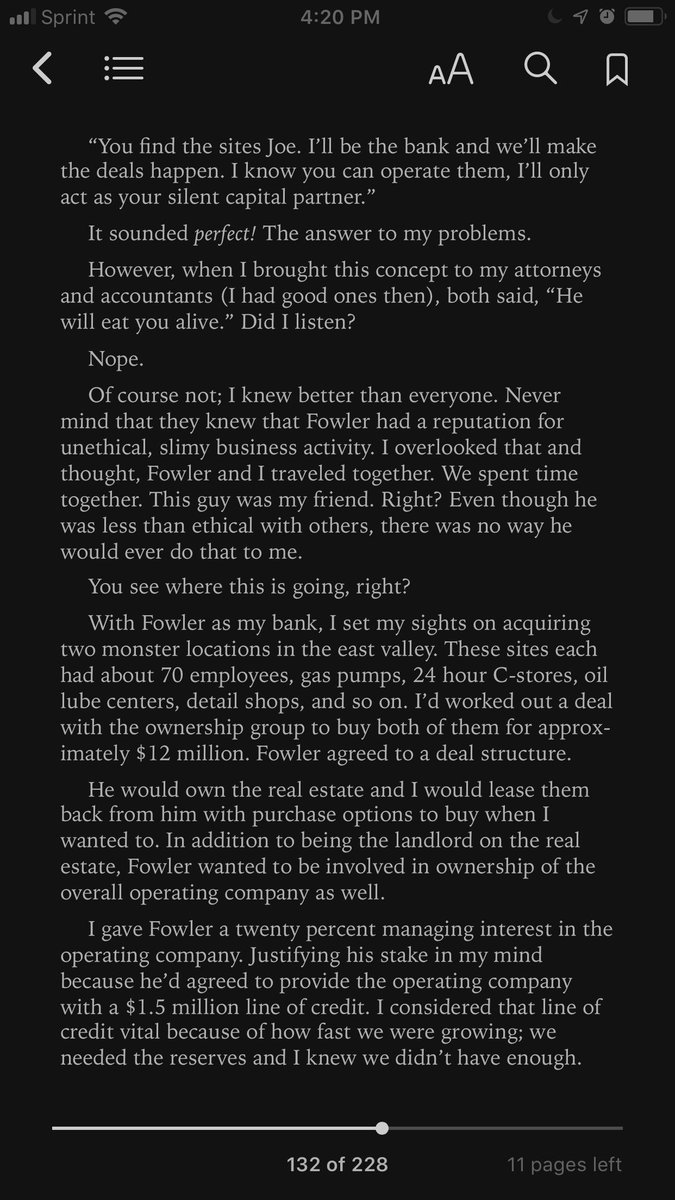 Sprint 4:20 PM
AA
“You find the sites Joe. I’ll be the bank and we’ll make
the deals happen. I know you can operate them, I’ll only
act as your silent capital partner.”
It sounded perfect! The answer to my problems.
However, when I brought this concept to my attorneys
and accountants (I had good ones then), both said, “He
will eat you alive.” Did I listen?
Nope.
Of course not; I knew better than everyone. Never
mind that they knew that Fowler had a reputation for
unethical, slimy business activity. I overlooked that and
thought, Fowler and I traveled together. We spent time
together. This guy was my friend. Right? Even though he
was less than ethical with others, there was no way he
would ever do that to me.
You see where this is going, right?
With Fowler as my bank, I set my sights on acquiring
two monster locations in the east valley. These sites each
had about 70 employees, gas pumps, 24 hour C-stores, oil
lube centers, detail shops, and so on. I’d worked out a deal
with the ownership group to buy both of them for approx-
imately $12 million. Fowler agreed to a deal structure.
He would own the real estate and I would lease them
back from him with purchase options to buy when I
wanted to. In addition to being the landlord on the real
estate, Fowler wanted to be involved in ownership of the
overall operating company as well.
I gave Fowler a twenty percent managing interest in the
operating company. Justifying his stake in my mind
because he’d agreed to provide the operating company
with a $1.5 million line of credit. I considered that line of
credit vital because of how fast we were growing; we
needed the reserves and I knew we didn’t have enough.
132 of 228 11 pages left